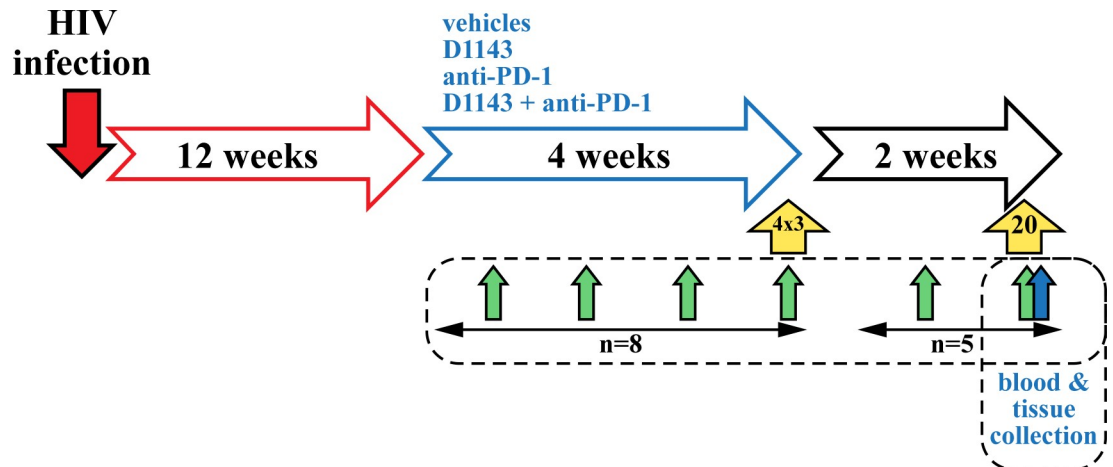 HIV
infection
vehicles
D1143
anti-PD-1
D1143 + anti-PD-1
12 weeks
4 weeks
2 weeks
4x3
20
n=8
n=5
blood &
tissue
collection